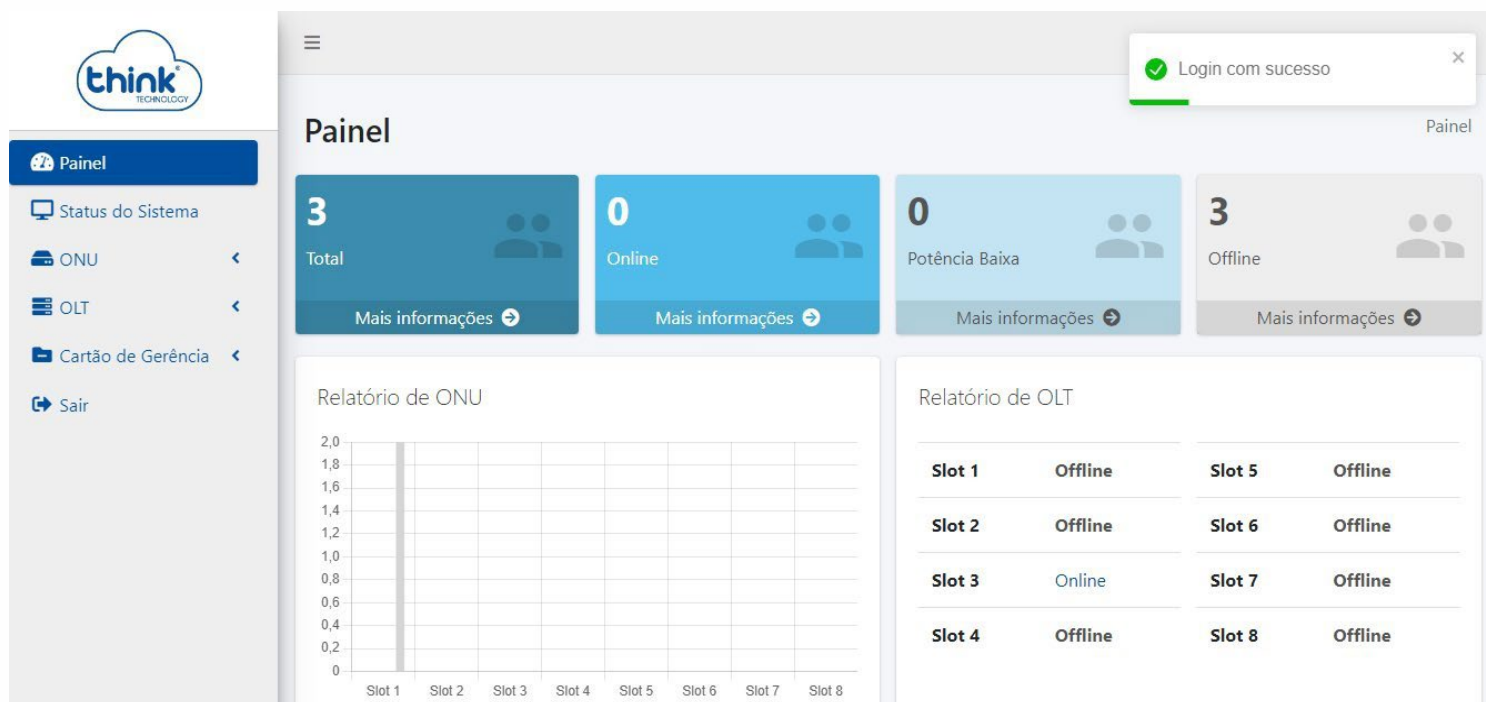 think
TECHNOLOGY
Login com sucesso
Painel
Painel
Painel
Status do Sistema
ONU
OLT
Cartão de Gerência
Sair
3
Total
Mais informações
0
Online
Mais informações
0
Potência Baixa
Mais informações
3
Offline
Mais informações
Relatório de ONU
2,0
1,8
1,6
1,4
1,2
1,0
0,8
0,6
0,4
0,2
0
Slot 1 Slot 2 Slot 3 Slot 4 Slot 5 Slot 6 Slot 7 Slot 8
Relatório de OLT
Slot 1 Offline Slot 5 Offline
Slot 2 Offline Slot 6 Offline
Slot 3 Online Slot 7 Offline
Slot 4 Offline Slot 8 Offline